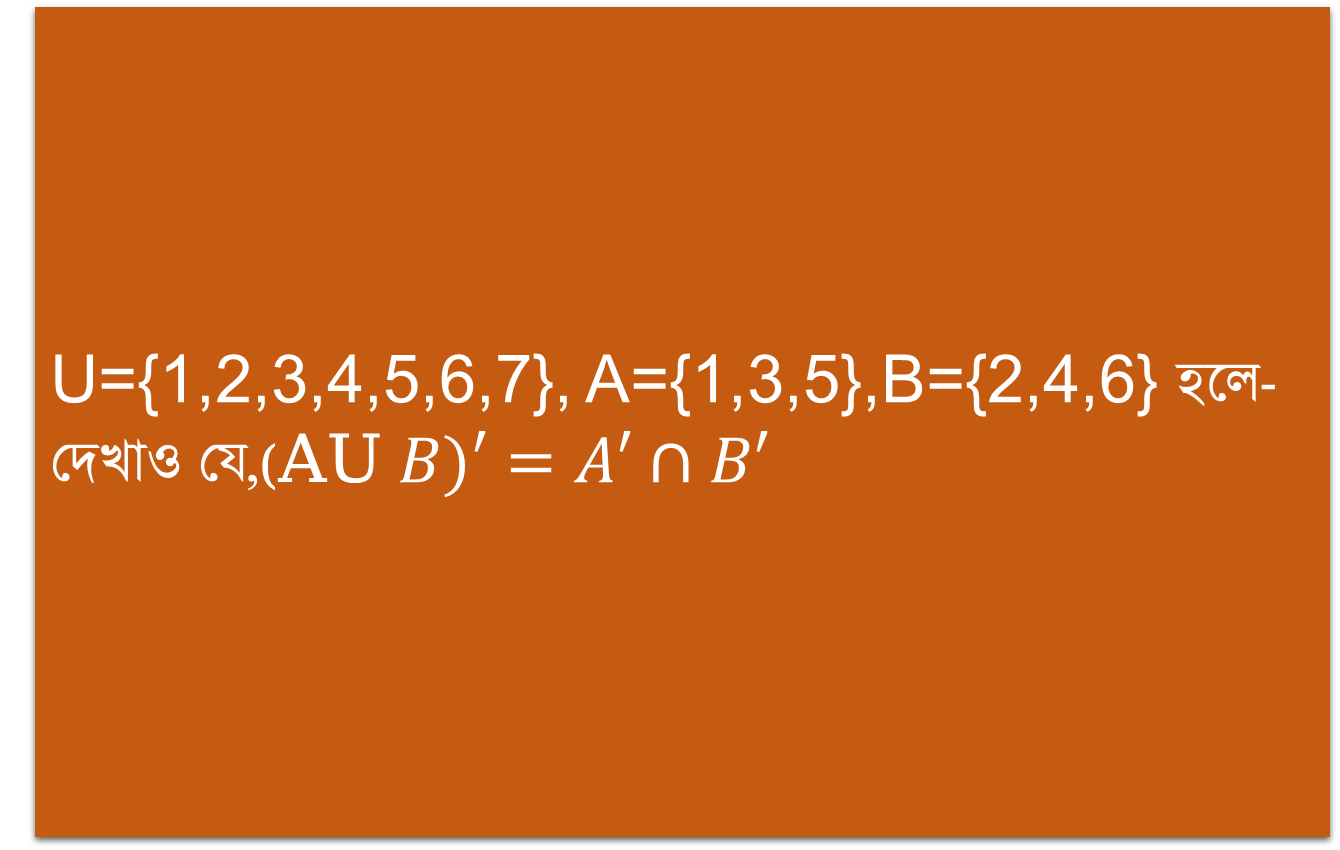 U={1,2,3,4,5,6,7}, A={1,3,5},B={2,4,6} হলে-
দেখাও যে,(AU B)′ = A′ ∩ B′